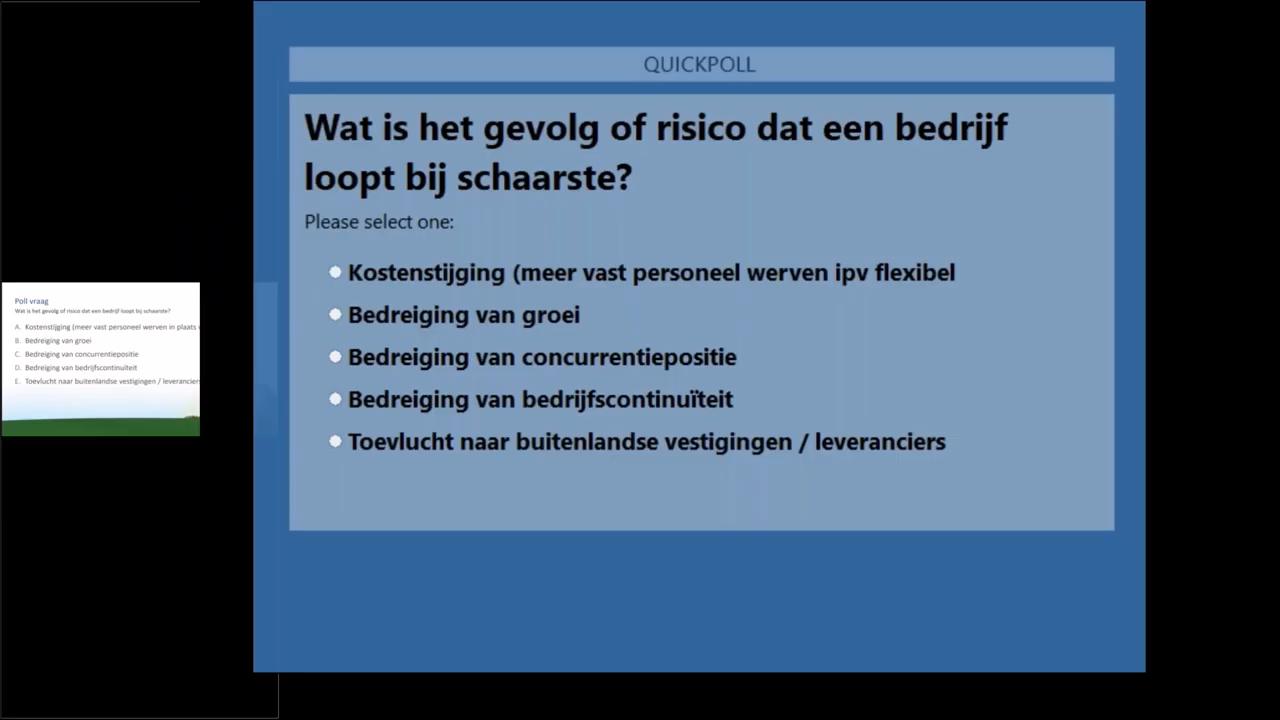 QUICKPOLL
Wat is het gevolg of risico dat een bedrijf
loopt bij schaarste?
Please select one:
Kostenstijging (meer vast personeel werven ipv flexibel
Bedreiging van groei
Bedreiging van concurrentiepositie
Bedreiging van bedrijfscontinuïteit
Toevlucht naar buitenlandse vestigingen / leveranciers
Poll vraag
Wat is het gevolg of risico dat een bedrijf loopt bij schaarste?
A. Kostenstijging (meer vast personeel werven in plaats
B. Bedreiging van groei
C. Bedreiging van concurrentiepositie
D. Bedreiging van bedrijfscontinuïteit
E. Toevlucht naar buitenlandse vestigingen / leveranciers